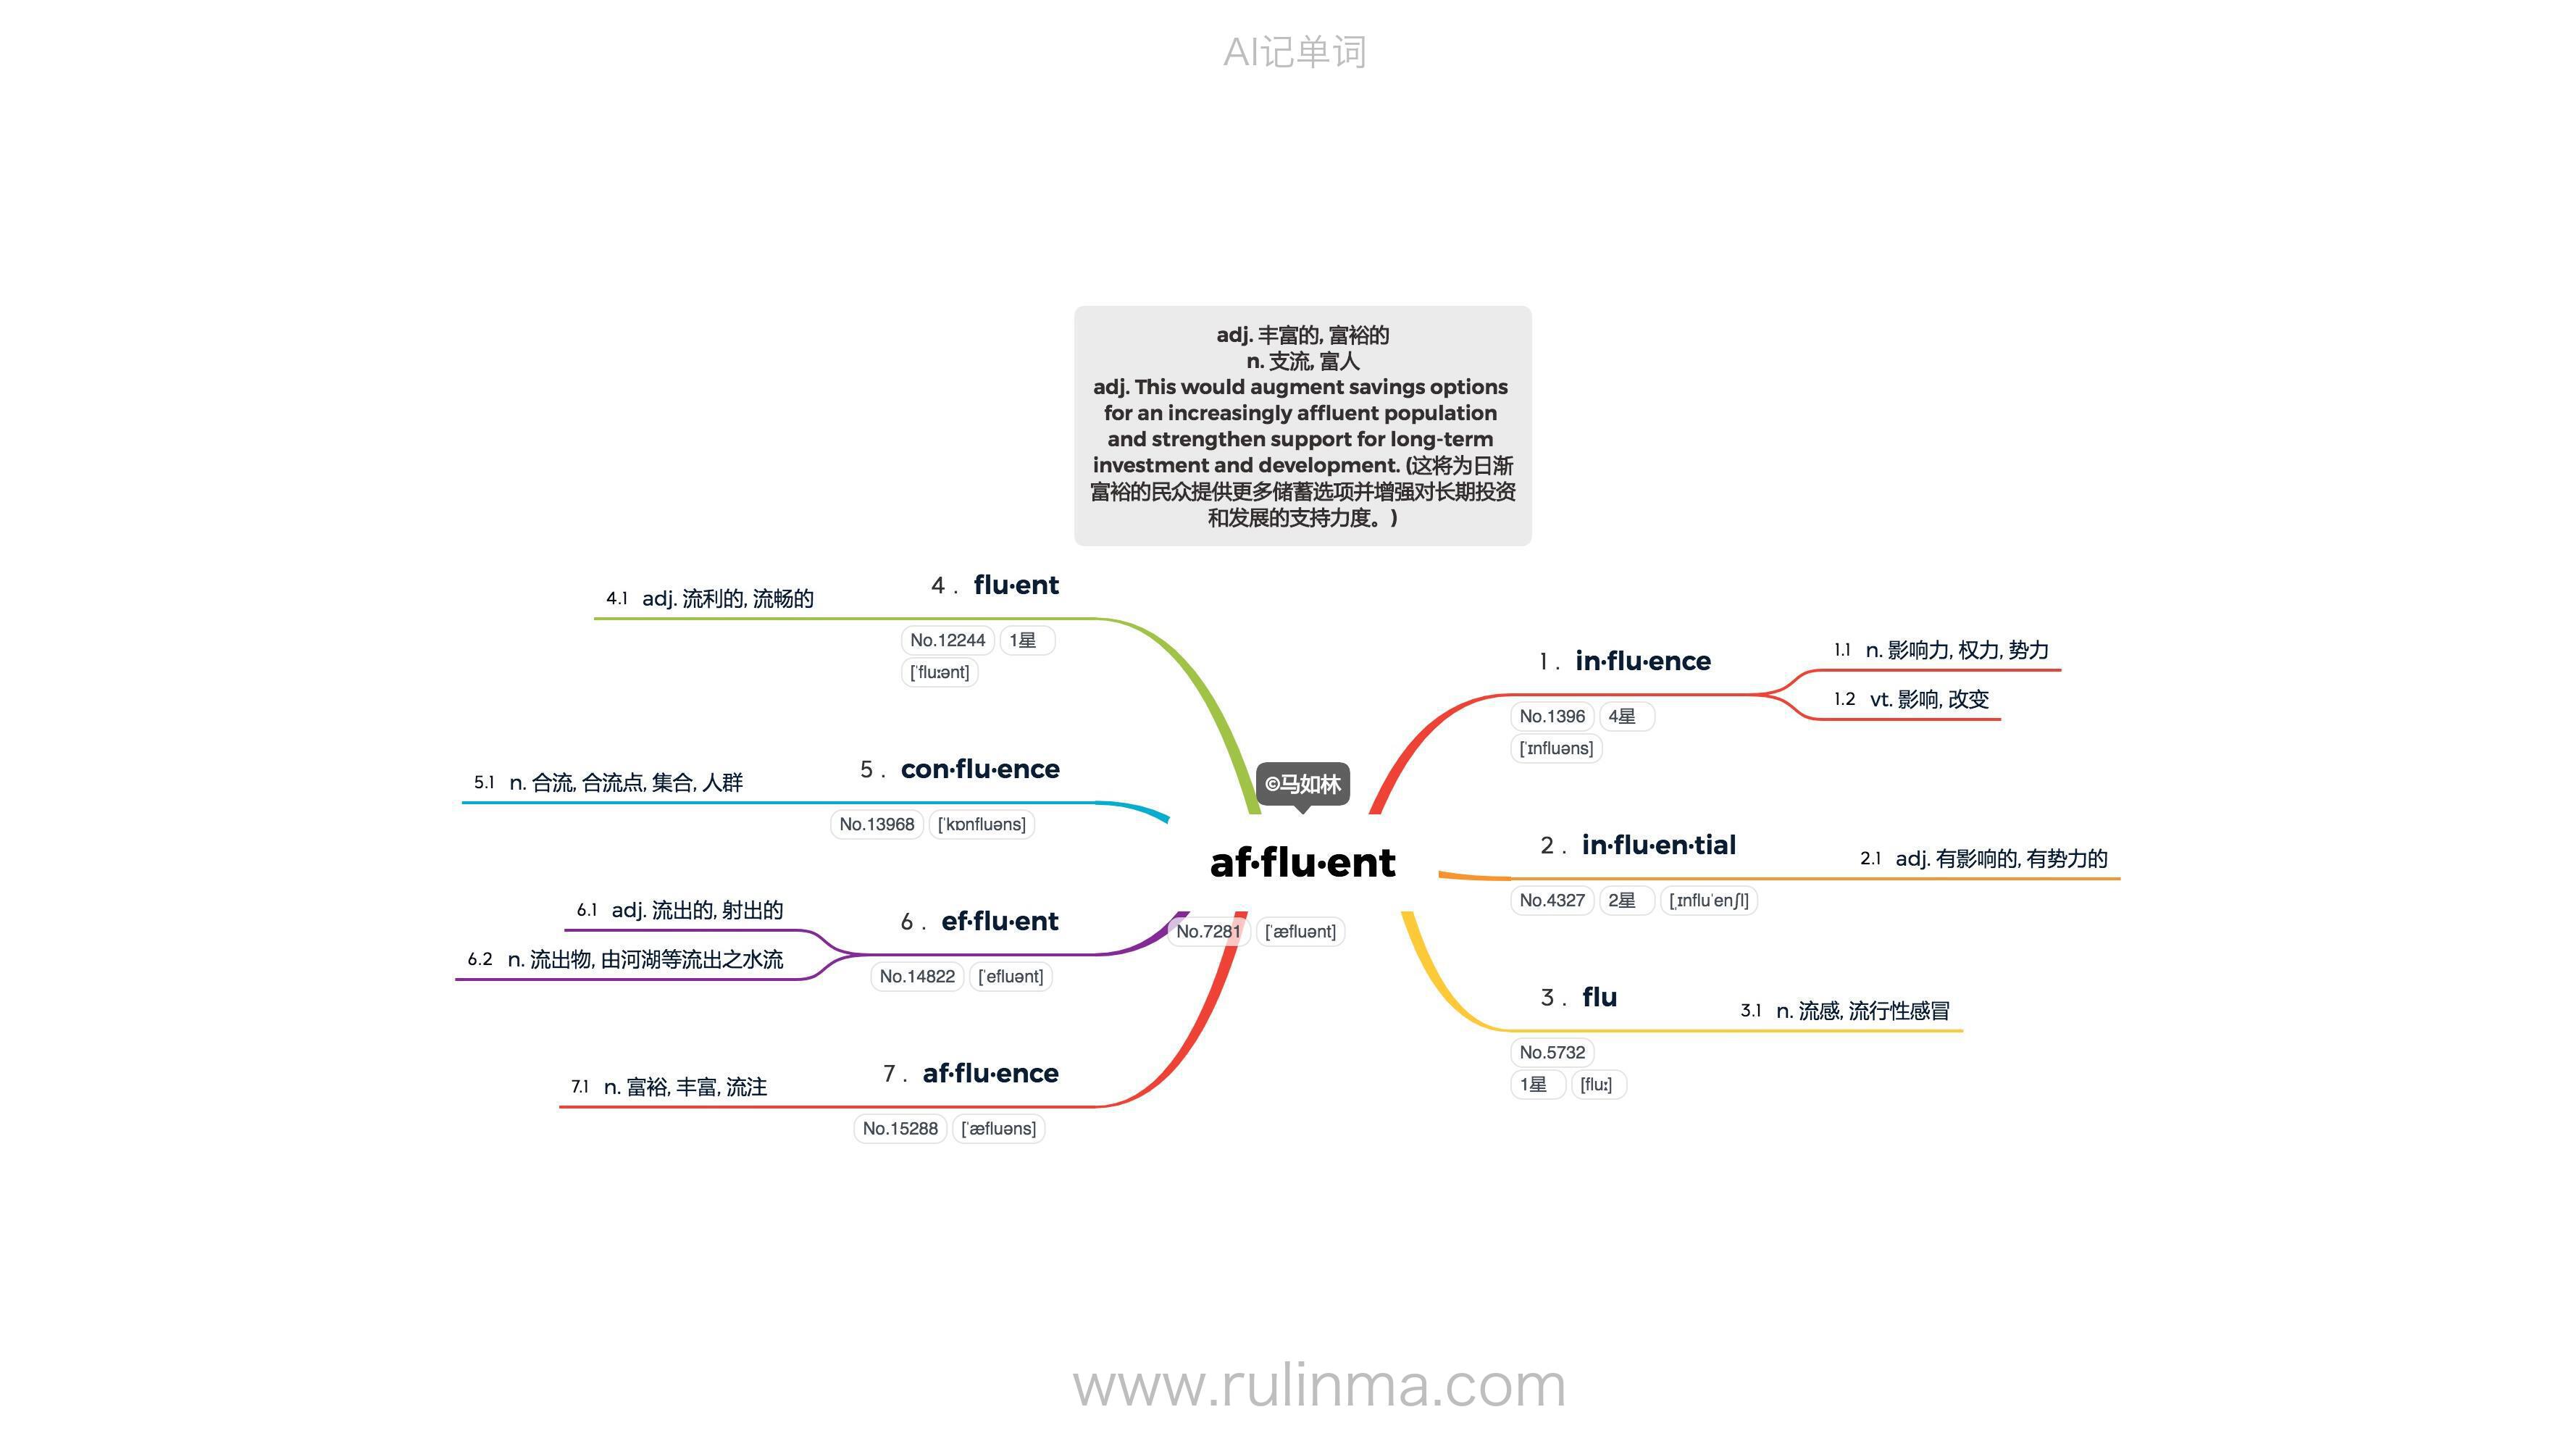 AI记单词
adj. 丰富的, 富裕的
n. 支流, 富人
adj. This would augment savings options
for an increasingly affluent population
and strengthen support for long-term
investment and development. (这将为日渐
富裕的民众提供更多储蓄选项并增强对长期投资
和发展的支持力度。)
©马如林
af·flu·ent
No.7281 [ˈæfluənt]
1 . in·flu·ence
No.1396 4星
[ˈɪnfluəns]
1.1 n. 影响力, 权力, 势力
1.2 vt. 影响, 改变
2 . in·flu·en·tial
No.4327 2星 [ˌɪnfluˈenʃl]
2.1 adj. 有影响的, 有势力的
3 . flu
No.5732
1星 [fluː]
3.1 n. 流感, 流行性感冒
4 . flu·ent
No.12244 1星
[ˈfluːənt]
4.1 adj. 流利的, 流畅的
5 . con·flu·ence
No.13968 [ˈkɒnfluəns]
5.1 n. 合流, 合流点, 集合, 人群
6 . ef·flu·ent
No.14822 [ˈefluənt]
6.1 adj. 流出的, 射出的
6.2 n. 流出物, 由河湖等流出之水流
7 . af·flu·ence
No.15288 [ˈæfluəns]
7.1 n. 富裕, 丰富, 流注
www.rulinma.com